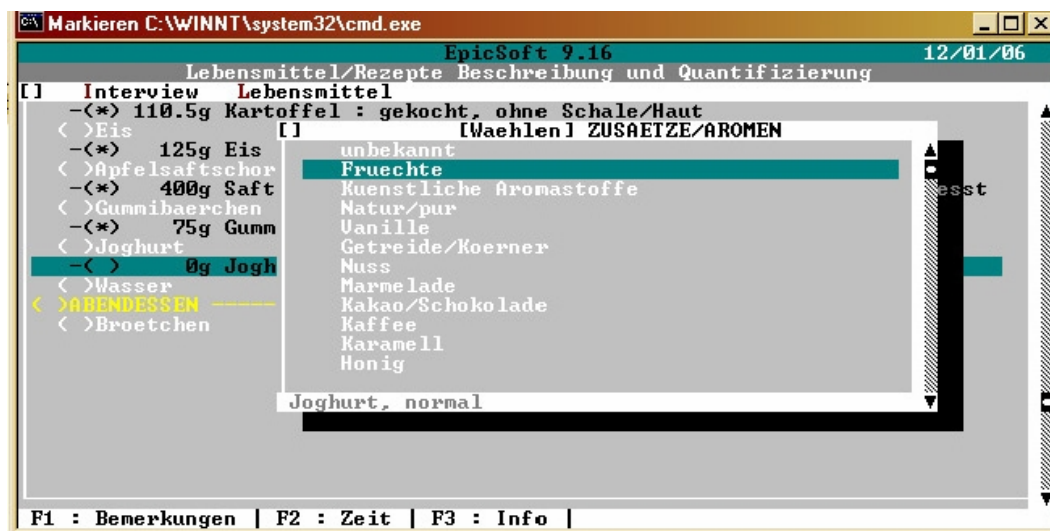 Markieren C:\WINNT\system32\cmd.exe
EpicSoft 9.16 12/01/06
Lebensmittel/Rezepte Beschreibung und Quantifizierung
[] Interview Lebensmittel
-(*) 110.5g Kartoffel : gekocht, ohne Schale/Haut
( )Eis
-(*) 125g Eis
( )Apfelsaftschor
-(*) 400g Saft
( )Gummibaerchen
-(*) 75g Gumm
( )Joghurt
-( ) 0g Jogh
( )Wasser
( )ABENDESSEN -----
( )Broetchen
[] [Waehlen] ZUSAETZE/AROMEN
unbekannt
Fruechte
Kuenstliche Aromastoffe
Natur/pur
Vanille
Getreide/Koerner
Nuss
Marmelade
Kakao/Schokolade
Kaffee
Karamell
Honig
Joghurt, normal
esst
F1 : Bemerkungen | F2 : Zeit | F3 : Info |